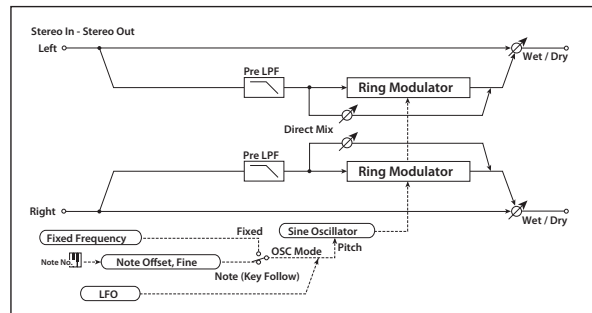 Stereo In - Stereo Out
Left
Wet / Dry
Pre LPF
Ring Modulator
Direct Mix
Pre LPF
Ring Modulator
Right
Wet / Dry
Fixed Frequency
Fixed
Sine Oscillator
OSC Mode
Pitch
Note No.
Note Offset, Fine
Note (Key Follow)
LFO